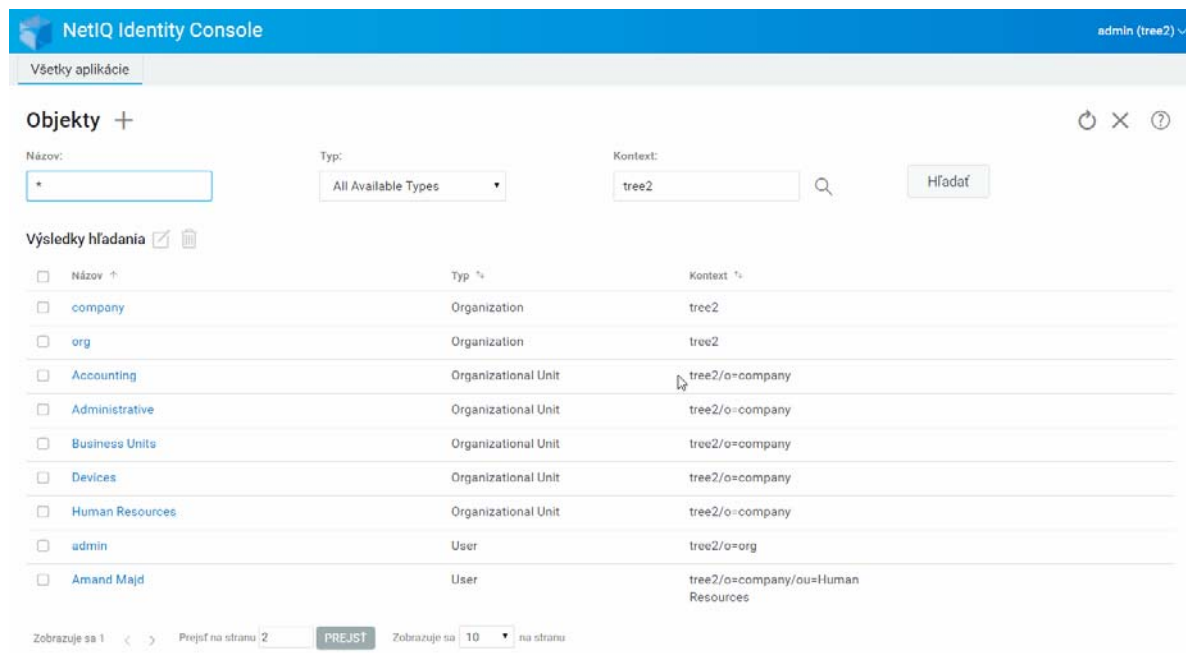 NetIQ Identity Console
admin (tree2)
Všetky aplikácie
Objekty
Názov: Typ: Kontext:
* All Available Types tree2 Hľadať
Výsledky hľadania
Názov Typ Kontext
company Organization tree2
org Organization tree2
Accounting Organizational Unit tree2/o=company
Administrative Organizational Unit tree2/o=company
Business Units Organizational Unit tree2/o=company
Devices Organizational Unit tree2/o=company
Human Resources Organizational Unit tree2/o=company
admin User tree2/o=org
Amand Majd User tree2/o=company/ou=Human
Resources
Zobrazuje sa 1 Prejsť na stranu 2 PREJSŤ Zobrazuje sa 10 na stranu